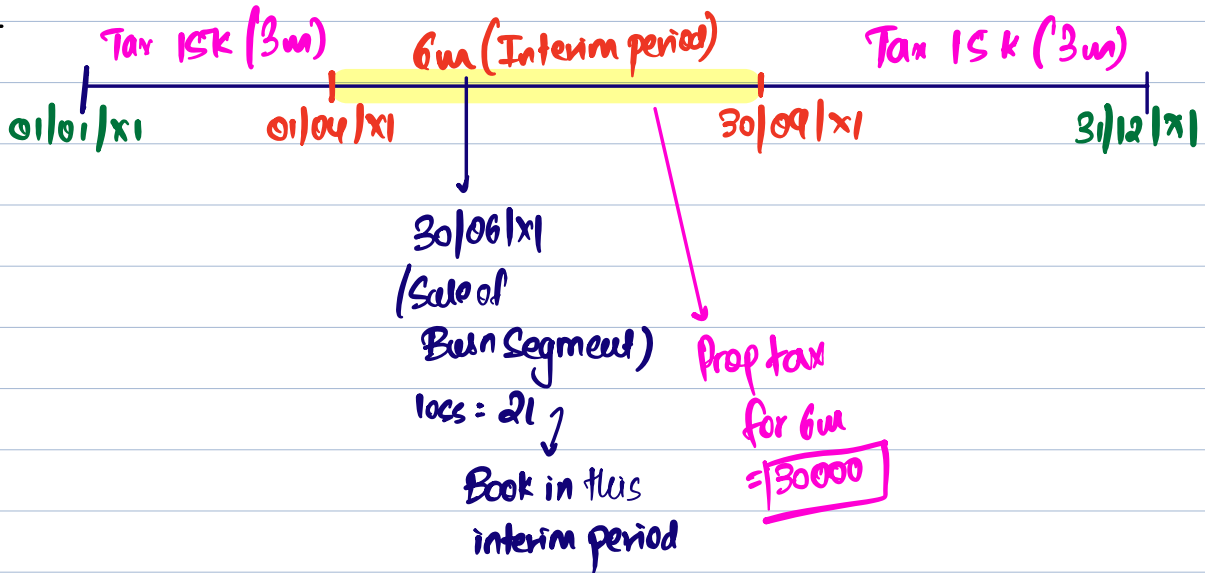 Tax 15K (3m)
6m (Interim period)
Tax 15K (3m)
01/01/X1
01/04/X1
30/09/X1
31/12/X1
30/06/X1
(Sale of
Busn Segment)
loss = 2l
Book in this
interim period
Prop tax
for 6m
= 30000